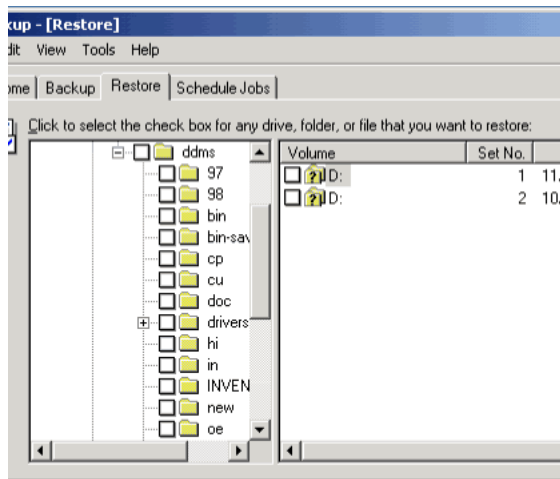 kup - [Restore]
dit View Tools Help
ome Backup Restore Schedule Jobs
Click to select the check box for any drive, folder, or file that you want to restore:
ddms
97
98
bin
bin-sav
cp
cu
doc
drivers
hi
in
INVEN
new
oe
Volume Set No.
D: 1 11.
D: 2 10.